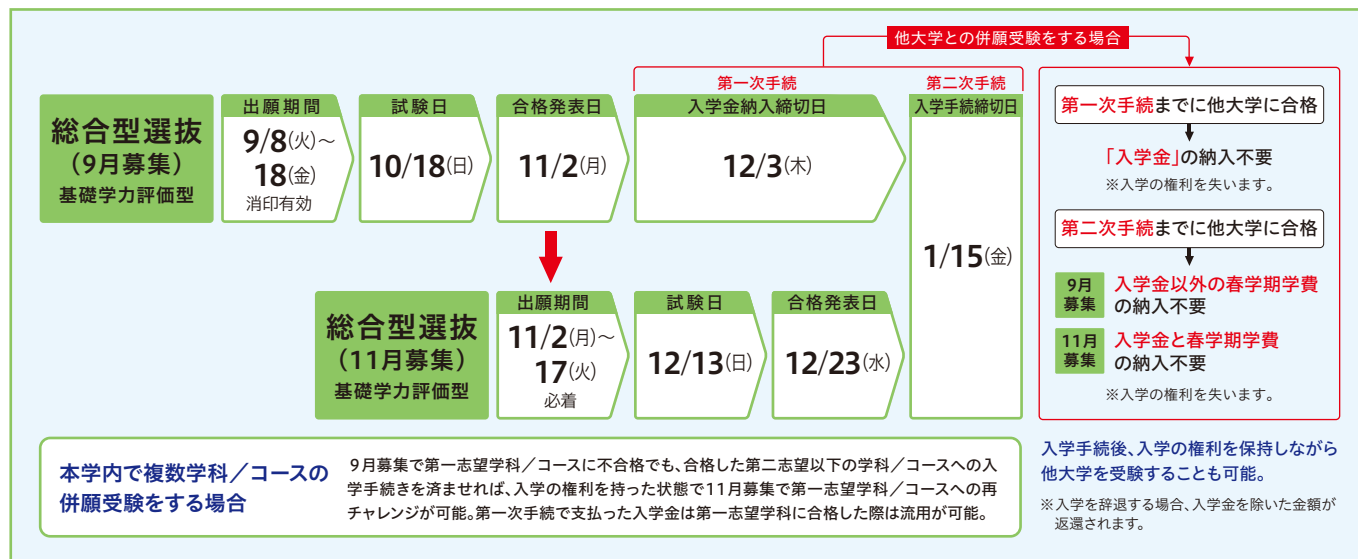 他大学との併願受験をする場合
第一次手続
第二次手続
総合型選抜
（9月募集）
基礎学力評価型
出願期間
9/8(火)～
18(金)
消印有効
試験日
10/18(日)
合格発表日
11/2(月)
入学金納入締切日
12/3(木)
入学手続締切日
1/15(金)
総合型選抜
（11月募集）
基礎学力評価型
出願期間
11/2(月)～
17(火)
必着
試験日
12/13(日)
合格発表日
12/23(水)
第一次手続までに他大学に合格
「入学金」の納入不要
※入学の権利を失います。
第二次手続までに他大学に合格
9月
募集
入学金以外の春学期学費
の納入不要
11月
募集
入学金と春学期学費
の納入不要
※入学の権利を失います。
本学内で複数学科／コースの
併願受験をする場合
9月募集で第一志望学科／コースに不合格でも、合格した第二志望以下の学科／コースへの入
学手続きを済ませれば、入学の権利を持った状態で11月募集で第一志望学科／コースへの再
チャレンジが可能。第一次手続で支払った入学金は第一志望学科に合格した際は流用が可能。
入学手続後、入学の権利を保持しながら
他大学を受験することも可能。
※入学を辞退する場合、入学金を除いた金額が
返還されます。